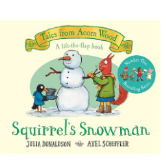 Tales from Acorn Wood
A lift-the-flap book
Squirrel's Snowman
JULIA DONALDSON
AXEL SCHEFFLER